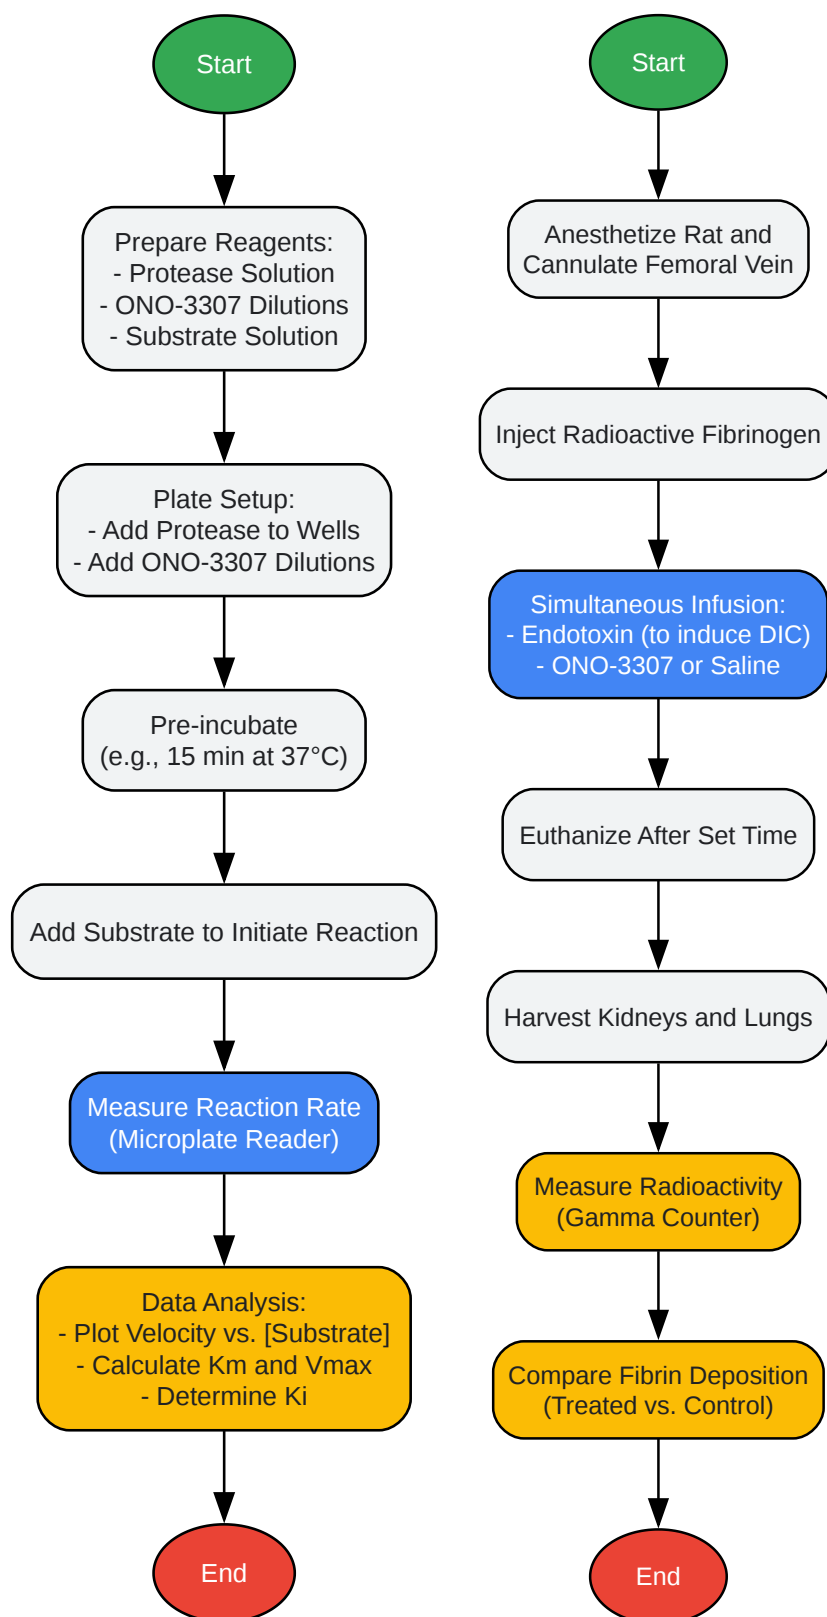 Start
Prepare Reagents:
- Protease Solution
- ONO-3307 Dilutions
- Substrate Solution
Plate Setup:
- Add Protease to Wells
- Add ONO-3307 Dilutions
Pre-incubate
(e.g., 15 min at 37°C)
Add Substrate to Initiate Reaction
Measure Reaction Rate
(Microplate Reader)
Data Analysis:
- Plot Velocity vs. [Substrate]
- Calculate Km and Vmax
- Determine Ki
End
Start
Anesthetize Rat and
Cannulate Femoral Vein
Inject Radioactive Fibrinogen
Simultaneous Infusion:
- Endotoxin (to induce DIC)
- ONO-3307 or Saline
Euthanize After Set Time
Harvest Kidneys and Lungs
Measure Radioactivity
(Gamma Counter)
Compare Fibrin Deposition
(Treated vs. Control)
End